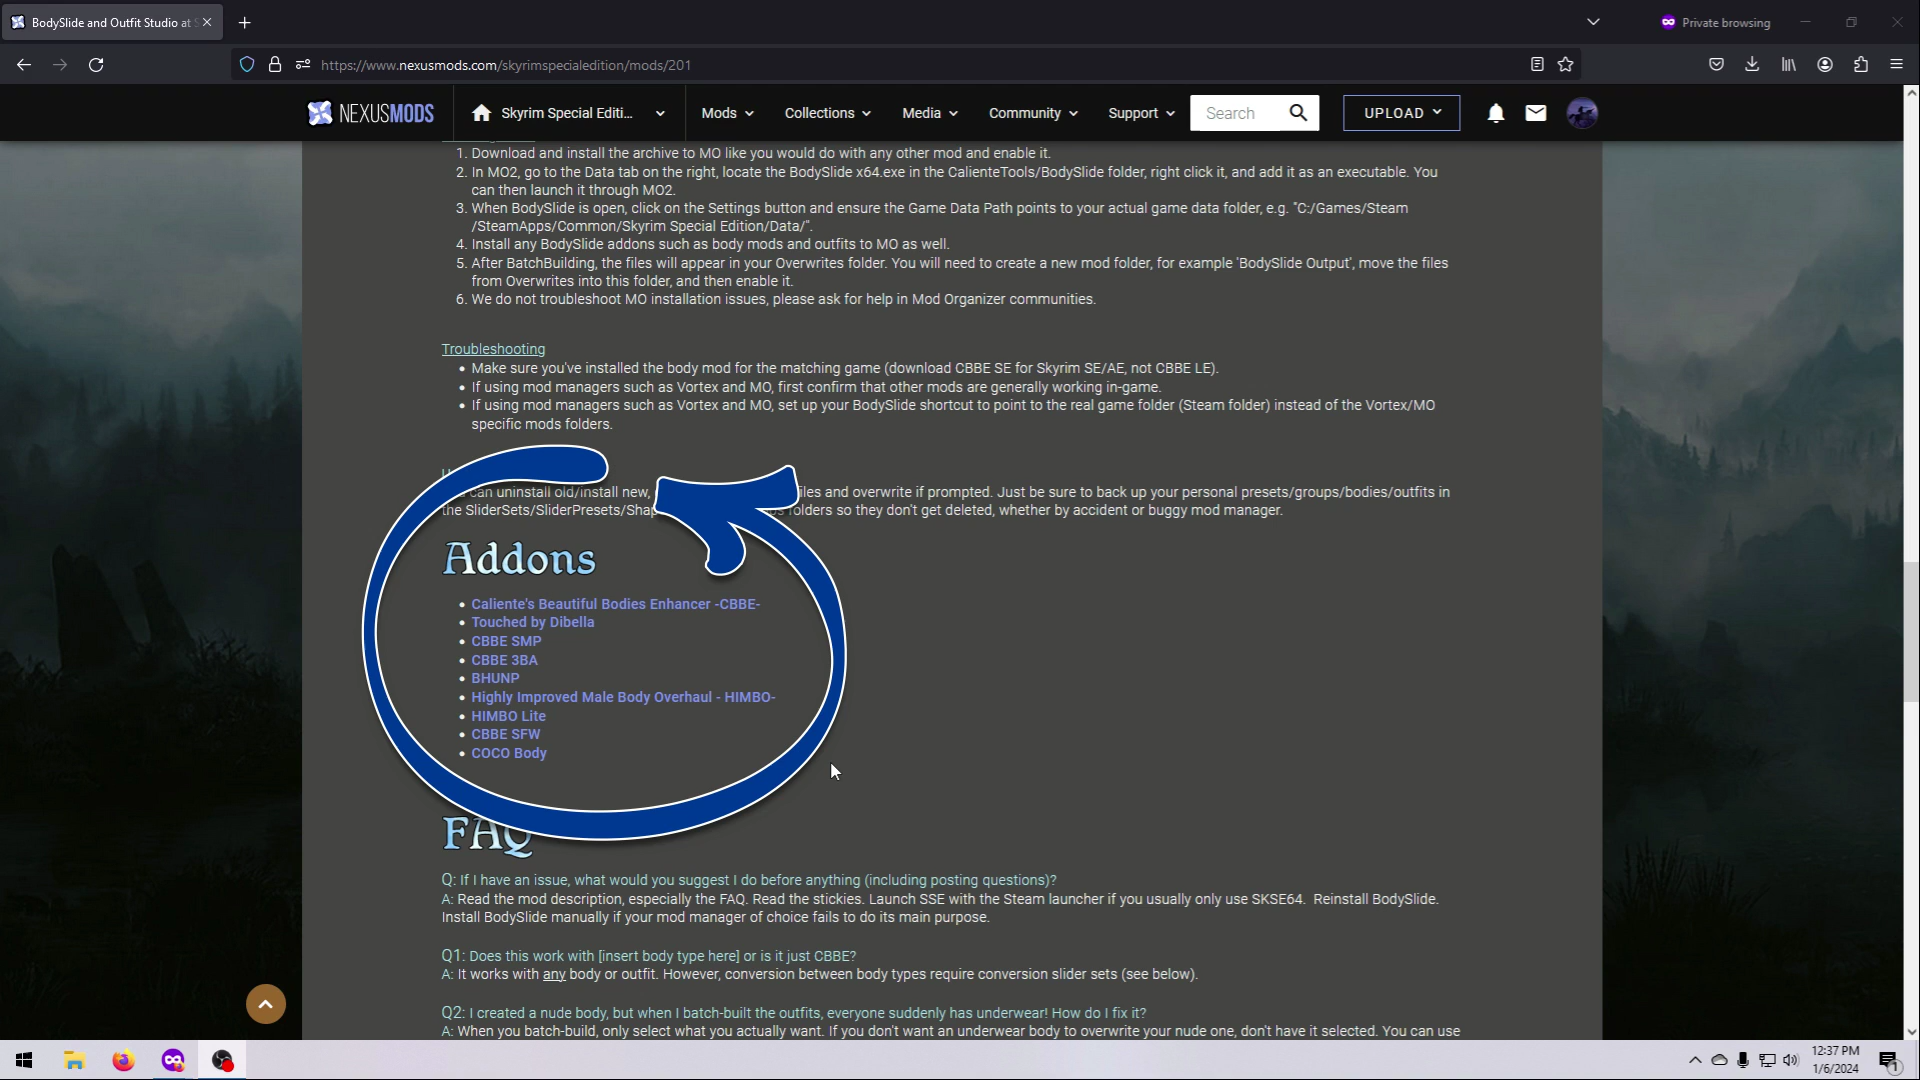 BodySlide and Outfit Studio at
Private browsing
https://www.nexusmods.com/skyrimspecialedition/mods/201
NEXUSMODS
Skyrim Special Editi...
Mods
Collections
Media
Community
Support
Search
UPLOAD
1. Download and install the archive to MO like you would do with any other mod and enable it.
2. In MO2, go to the Data tab on the right, locate the BodySlide x64.exe in the CalienteTools/BodySlide folder, right click it, and add it as an executable. You
can then launch it through MO2.
3. When BodySlide is open, click on the Settings button and ensure the Game Data Path points to your actual game data folder, e.g. "C:/Games/Steam
/SteamApps/Common/Skyrim Special Edition/Data/".
4. Install any BodySlide addons such as body mods and outfits to MO as well.
5. After BatchBuilding, the files will appear in your Overwrites folder. You will need to create a new mod folder, for example 'BodySlide Output', move the files
from Overwrites into this folder, and then enable it.
6. We do not troubleshoot MO installation issues, please ask for help in Mod Organizer communities.
Troubleshooting
• Make sure you've installed the body mod for the matching game (download CBBE SE for Skyrim SE/AE, not CBBE LE).
• If using mod managers such as Vortex and MO, first confirm that other mods are generally working in-game.
• If using mod managers such as Vortex and MO, set up your BodySlide shortcut to point to the real game folder (Steam folder) instead of the Vortex/MO
specific mods folders.
can uninstall old/install new, files and overwrite if prompted. Just be sure to back up your personal presets/groups/bodies/outfits in
the SliderSets/SliderPresets/Shap folders so they don't get deleted, whether by accident or buggy mod manager.
Addons
• Caliente's Beautiful Bodies Enhancer -CBBE-
• Touched by Dibella
• CBBE SMP
• CBBE 3BA
• BHUNP
• Highly Improved Male Body Overhaul - HIMBO-
• HIMBO Lite
• CBBE SFW
• COCO Body
FAQ
Q: If I have an issue, what would you suggest I do before anything (including posting questions)?
A: Read the mod description, especially the FAQ. Read the stickies. Launch SSE with the Steam launcher if you usually only use SKSE64. Reinstall BodySlide.
Install BodySlide manually if your mod manager of choice fails to do its main purpose.
Q1: Does this work with [insert body type here] or is it just CBBE?
A: It works with any body or outfit. However, conversion between body types require conversion slider sets (see below).
Q2: I created a nude body, but when I batch-built the outfits, everyone suddenly has underwear! How do I fix it?
A: When you batch-build, only select what you actually want. If you don't want an underwear body to overwrite your nude one, don't have it selected. You can use
12:37 PM
1/6/2024
1